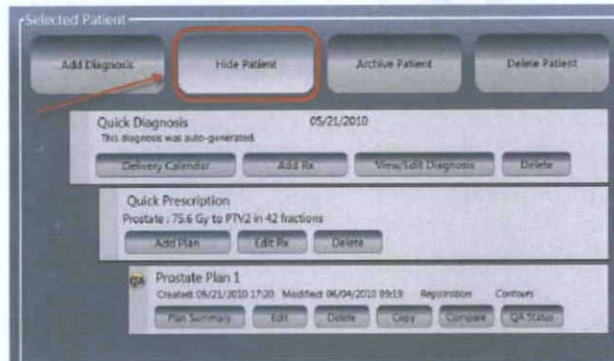 Selected Patient
Add Diagnosis Hide Patient Archive Patient Delete Patient
Quick Diagnosis 05/21/2010
This diagnosis was auto-generated.
Delivery Calendar Add Rx View/Edit Diagnosis Delete
Quick Prescription
Prostate : 75.6 Gy to PTV2 in 42 fractions
Add Plan Edit Rx Delete
QA Prostate Plan 1
Created: 05/21/2010 17:20 Modified: 06/04/2010 09:19 Registration Contours
Plan Summary Edit Delete Copy Compare QA Status